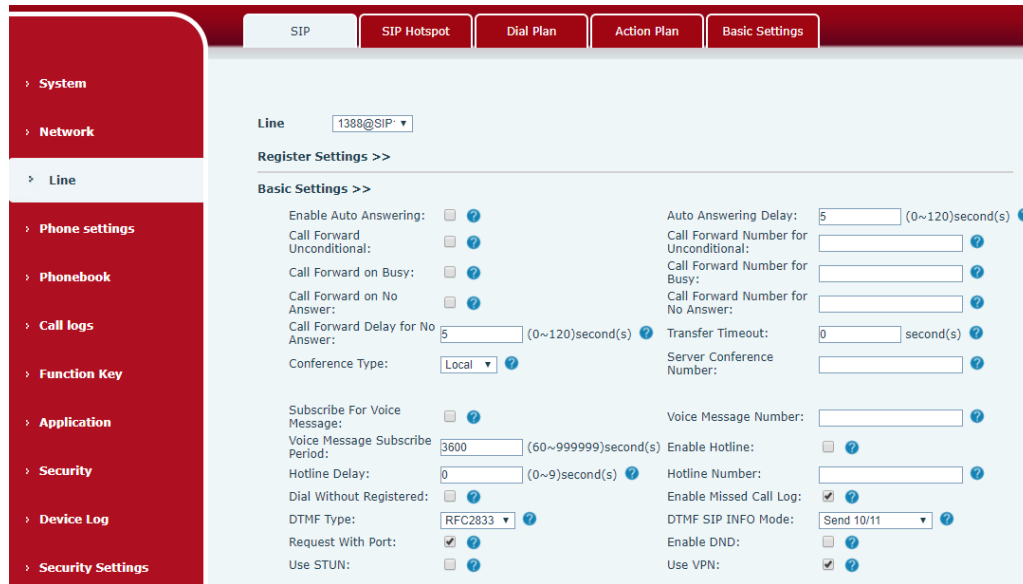 SIP
SIP Hotspot
Dial Plan
Action Plan
Basic Settings
System
Network
Line
Phone settings
Phonebook
Call logs
Function Key
Application
Security
Device Log
Security Settings
Line 1388@SIP
Register Settings >>
Basic Settings >>
Enable Auto Answering: ?
Auto Answering Delay: 5 (0~120)second(s)
Call Forward
Unconditional: ?
Call Forward Number for
Unconditional: ?
Call Forward on Busy: ?
Call Forward Number for
Busy: ?
Call Forward on No
Answer: ?
Call Forward Number for
No Answer: ?
Call Forward Delay for No
Answer: 5 (0~120)second(s) ?
Transfer Timeout: 0 second(s) ?
Conference Type: Local ?
Server Conference
Number: ?
Subscribe For Voice
Message: ?
Voice Message Number: ?
Voice Message Subscribe
Period: 3600 (60~999999)second(s)
Enable Hotline: ?
Hotline Delay: 0 (0~9)second(s) ?
Hotline Number: ?
Dial Without Registered: ?
Enable Missed Call Log: ?
DTMF Type: RFC2833 ?
DTMF SIP INFO Mode: Send 10/11 ?
Request With Port: ?
Enable DND: ?
Use STUN: ?
Use VPN: ?